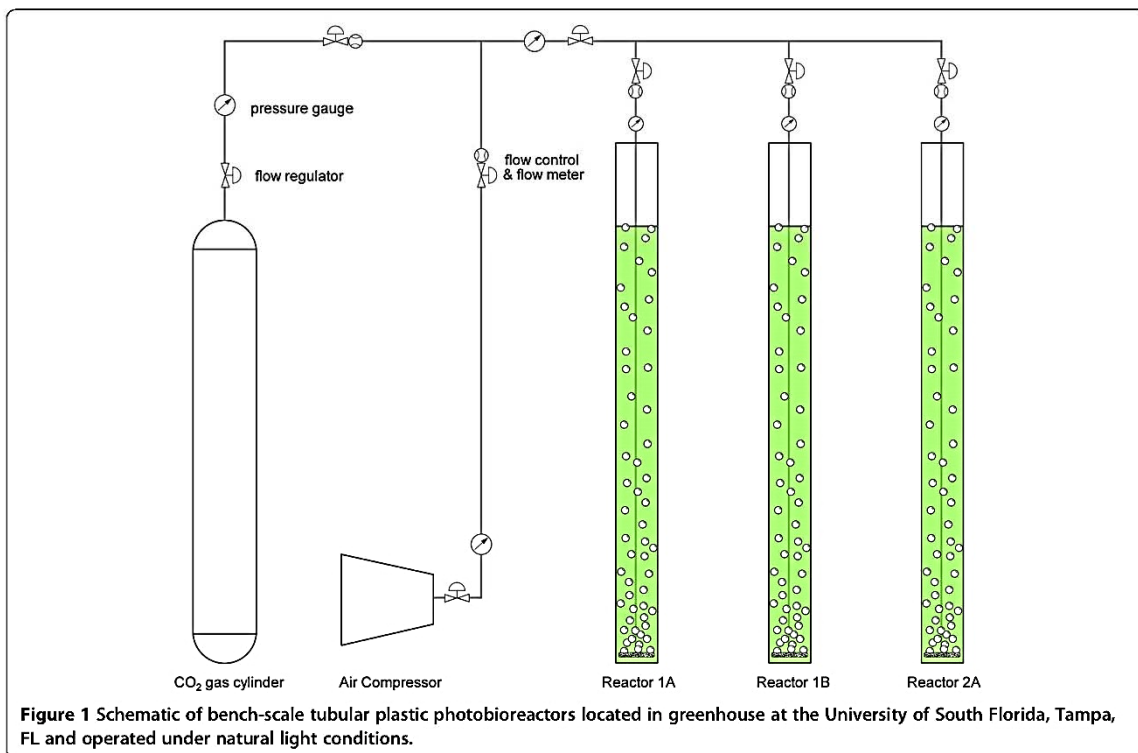 pressure gauge
flow regulator
flow control
& flow meter
CO₂ gas cylinder
Air Compressor
Reactor 1A
Reactor 1B
Reactor 2A
Figure 1 Schematic of bench-scale tubular plastic photobioreactors located in greenhouse at the University of South Florida, Tampa,
FL and operated under natural light conditions.